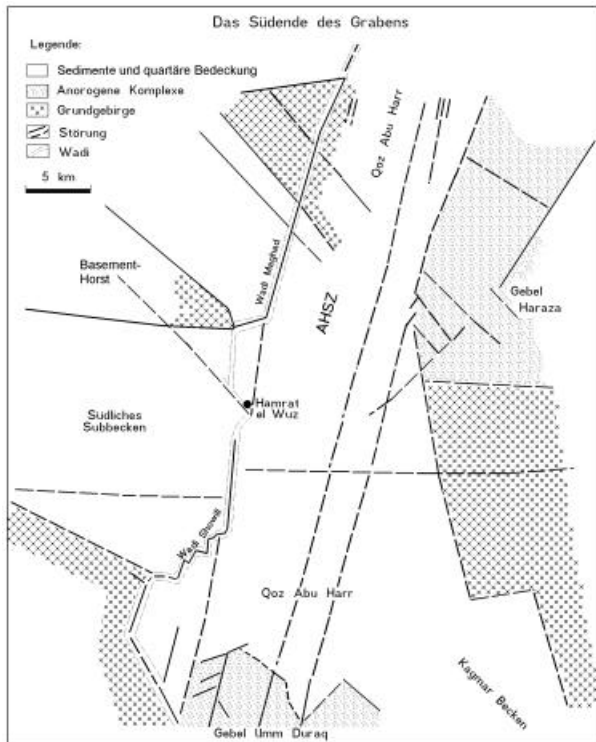 Das Südende des Grabens
Legende:
Sedimente und quartäre Bedeckung
Anorogene Komplexe
Grundgebirge
Störung
Wadi
5 km
Qoz Abu Harr
Wadi Meghad
Basement-
Horst
AHSZ
Gebel
Haraza
Hamrat
el Wuz
Südliches
Subbecken
Wadi Showill
Qoz Abu Harr
Kagmar Becken
Gebel Umm Duraq